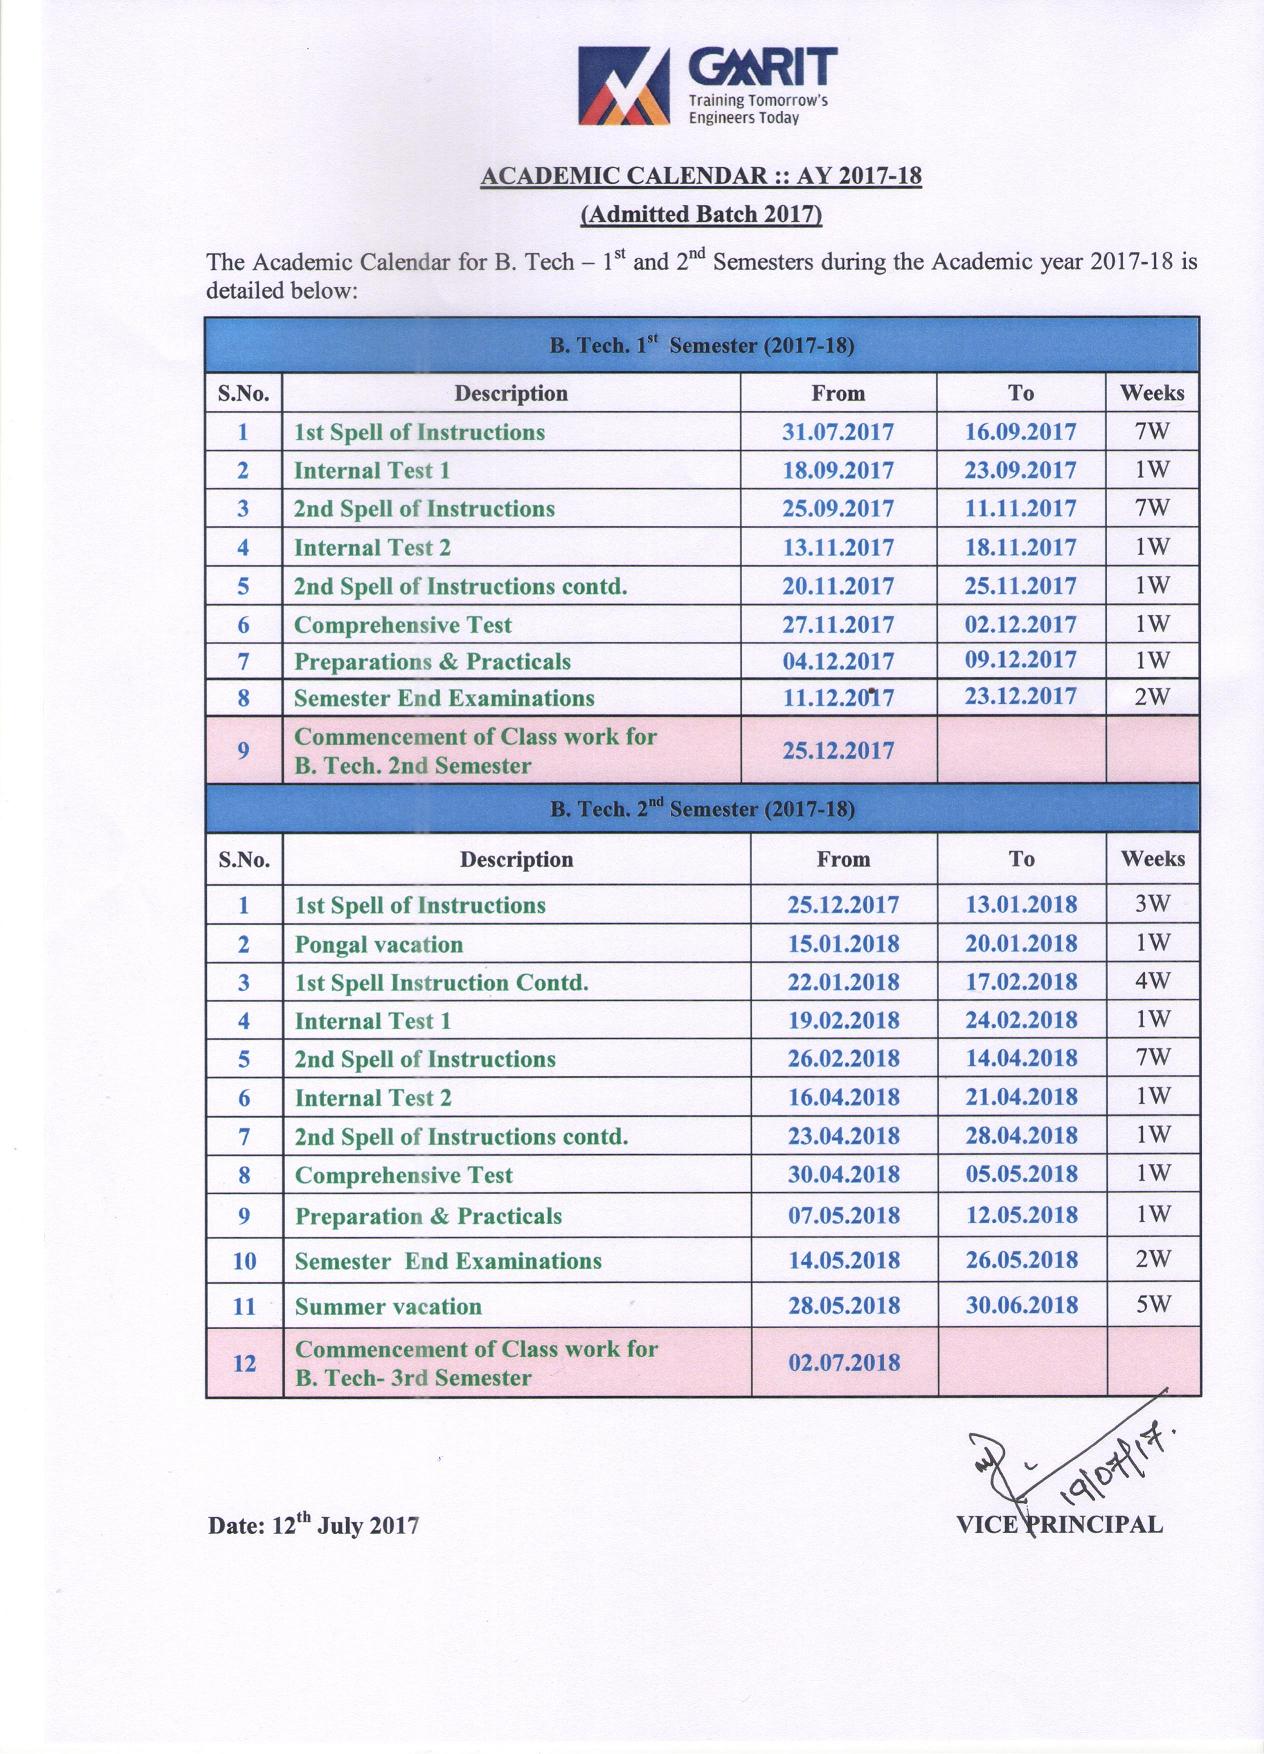 GMRIT
Training Tomorrow's
Engineers Today
ACADEMIC CALENDAR :: AY 2017-18
(Admitted Batch 2017)
The Academic Calendar for B. Tech – 1st and 2nd Semesters during the Academic year 2017-18 is
detailed below:
B. Tech. 1st Semester (2017-18)
S.No. Description From To Weeks
1 1st Spell of Instructions 31.07.2017 16.09.2017 7W
2 Internal Test 1 18.09.2017 23.09.2017 1W
3 2nd Spell of Instructions 25.09.2017 11.11.2017 7W
4 Internal Test 2 13.11.2017 18.11.2017 1W
5 2nd Spell of Instructions contd. 20.11.2017 25.11.2017 1W
6 Comprehensive Test 27.11.2017 02.12.2017 1W
7 Preparations & Practicals 04.12.2017 09.12.2017 1W
8 Semester End Examinations 11.12.2017 23.12.2017 2W
9 Commencement of Class work for
B. Tech. 2nd Semester 25.12.2017
B. Tech. 2nd Semester (2017-18)
S.No. Description From To Weeks
1 1st Spell of Instructions 25.12.2017 13.01.2018 3W
2 Pongal vacation 15.01.2018 20.01.2018 1W
3 1st Spell Instruction Contd. 22.01.2018 17.02.2018 4W
4 Internal Test 1 19.02.2018 24.02.2018 1W
5 2nd Spell of Instructions 26.02.2018 14.04.2018 7W
6 Internal Test 2 16.04.2018 21.04.2018 1W
7 2nd Spell of Instructions contd. 23.04.2018 28.04.2018 1W
8 Comprehensive Test 30.04.2018 05.05.2018 1W
9 Preparation & Practicals 07.05.2018 12.05.2018 1W
10 Semester End Examinations 14.05.2018 26.05.2018 2W
11 Summer vacation 28.05.2018 30.06.2018 5W
12 Commencement of Class work for
B. Tech- 3rd Semester 02.07.2018
19/07/17.
Date: 12th July 2017 VICE PRINCIPAL